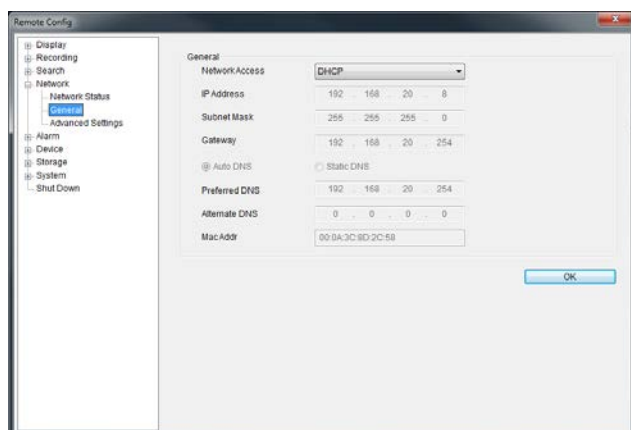 Remote Config
Display
Recording
Search
Network
Network Status
General
Advanced Settings
Alarm
Device
Storage
System
Shut Down
General
Network Access DHCP
IP Address 192 . 168 . 20 . 8
Subnet Mask 255 . 255 . 255 . 0
Gateway 192 . 168 . 20 . 254
Auto DNS Static DNS
Preferred DNS 192 . 168 . 20 . 254
Alternate DNS 0 . 0 . 0 . 0
Mac Addr 00:0A:3C:8D:2C:58
OK